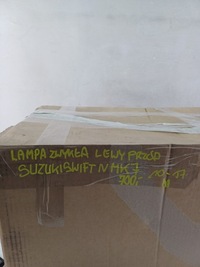 LAMPA ZWYKŁA LEWY PRZÓD
SUZUKI SWIFT IV MK7 10-17
700,- N